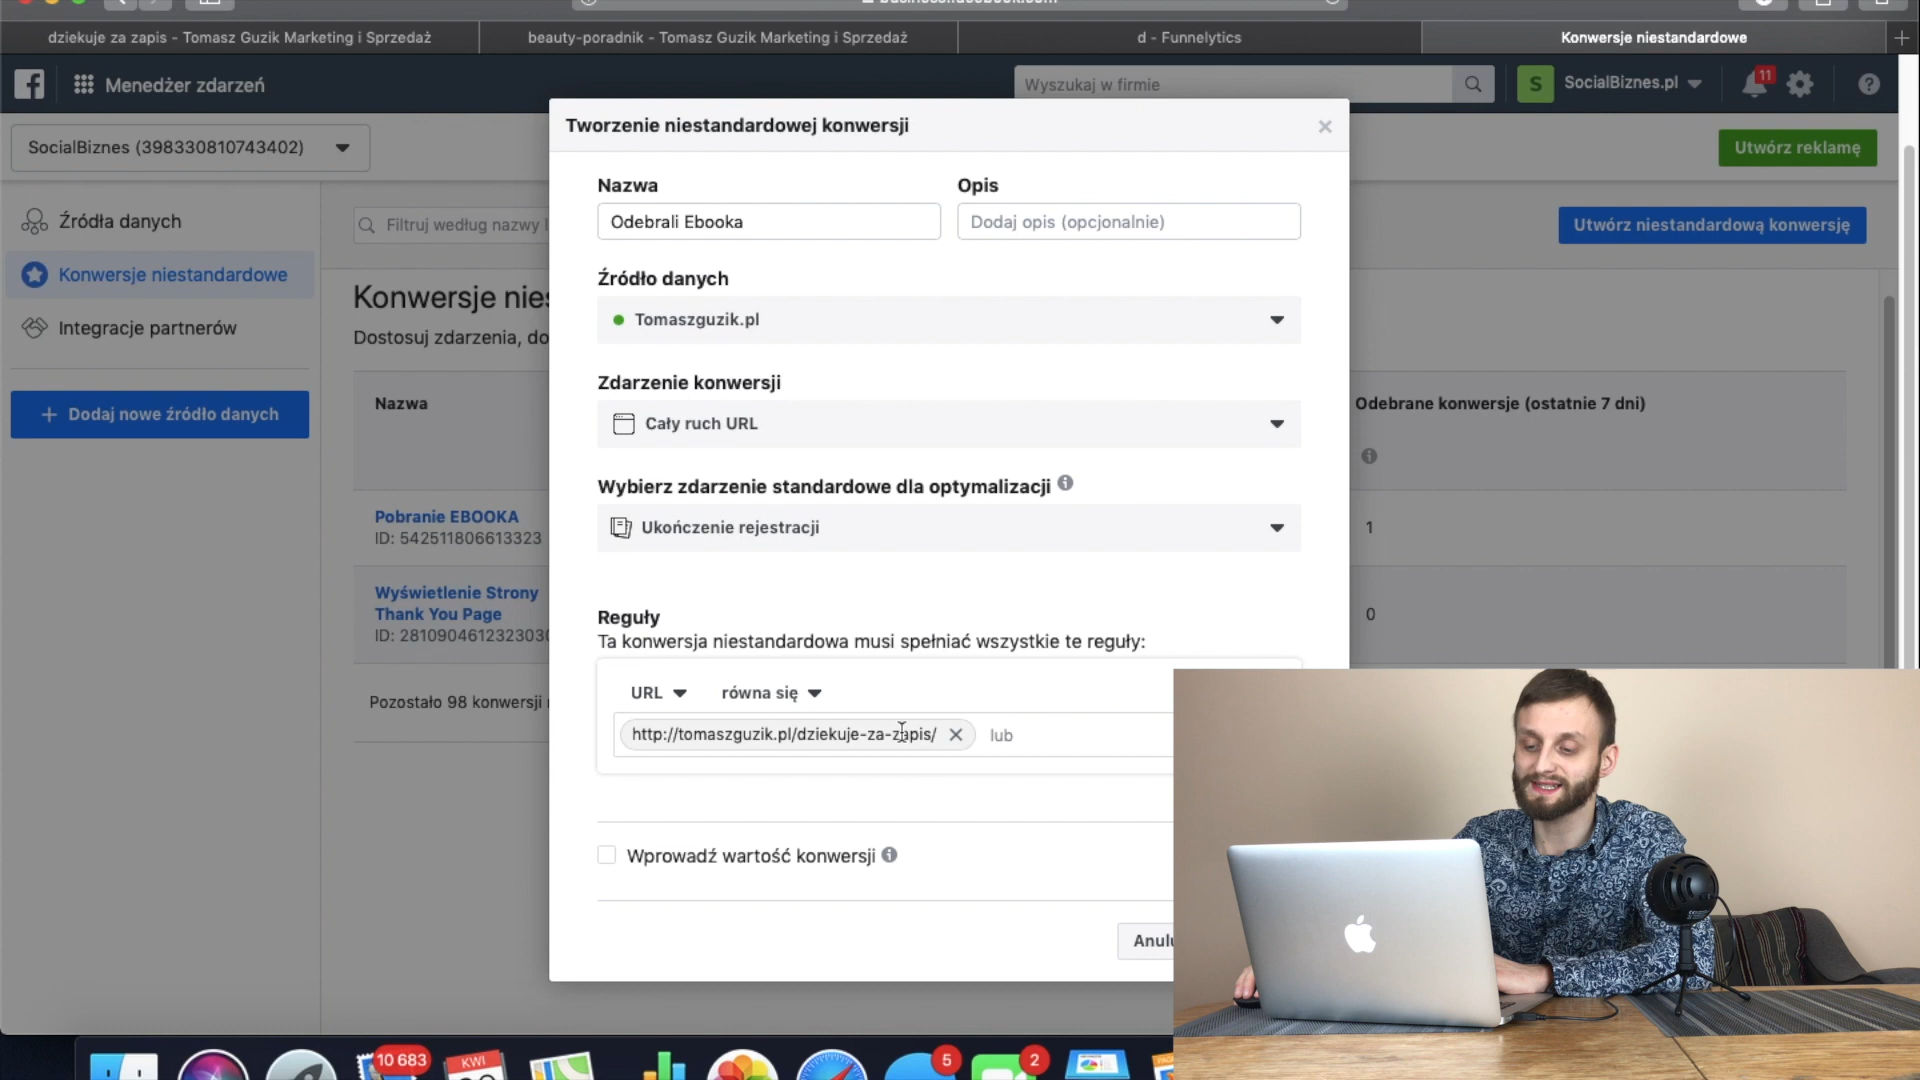 dziekuje za zapis - Tomasz Guzik Marketing i Sprzedaż
beauty-poradnik - Tomasz Guzik Marketing i Sprzedaż
d - Funnelytics
Konwersje niestandardowe
Menedżer zdarzeń
Wyszukaj w firmie
S
SocialBiznes.pl
11
SocialBiznes (398330810743402)
Utwórz reklamę
Źródła danych
Konwersje niestandardowe
Integracje partnerów
+ Dodaj nowe źródło danych
Filtruj według nazwy
Utwórz niestandardową konwersję
Konwersje nies
Dostosuj zdarzenia, do
Nazwa
Odebrane konwersje (ostatnie 7 dni)
Pobranie EBOOKA
ID: 542511806613323
1
Wyświetlenie Strony
Thank You Page
ID: 2810904612323030
0
Pozostało 98 konwersji
Tworzenie niestandardowej konwersji
Nazwa
Opis
Odebrali Ebooka
Dodaj opis (opcjonalnie)
Źródło danych
Tomaszguzik.pl
Zdarzenie konwersji
Cały ruch URL
Wybierz zdarzenie standardowe dla optymalizacji
Ukończenie rejestracji
Reguły
Ta konwersja niestandardowa musi spełniać wszystkie te reguły:
URL
równa się
http://tomaszguzik.pl/dziekuje-za-zapis/
lub
Wprowadź wartość konwersji
Anulu
10 683
KWI
5
2